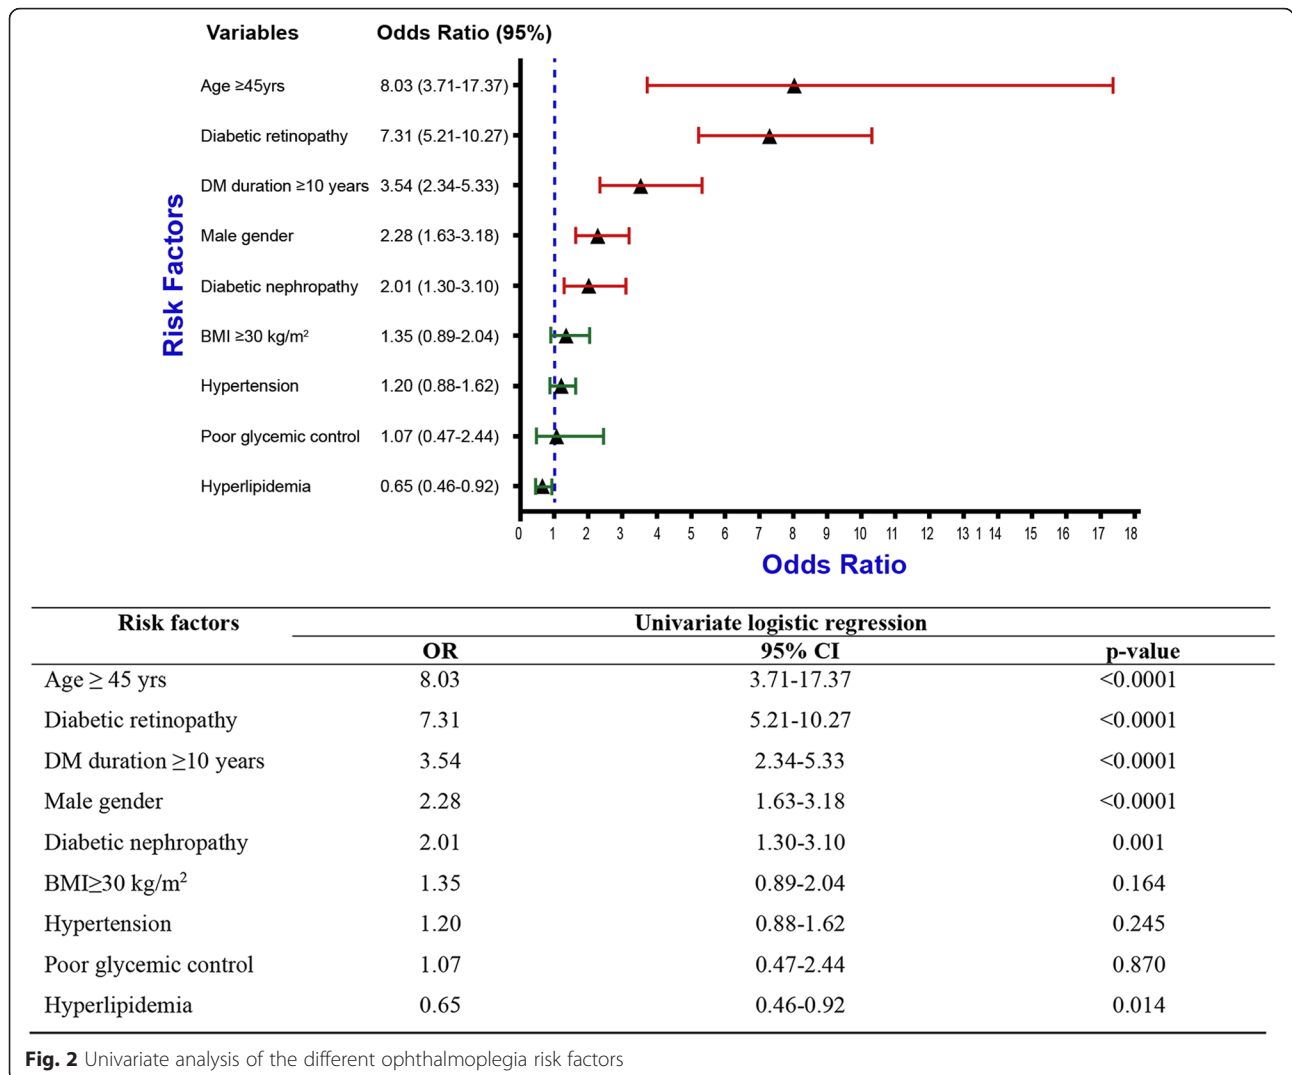 Variables Odds Ratio (95%)
Risk Factors
Age ≥45yrs 8.03 (3.71-17.37)
Diabetic retinopathy 7.31 (5.21-10.27)
DM duration ≥10 years 3.54 (2.34-5.33)
Male gender 2.28 (1.63-3.18)
Diabetic nephropathy 2.01 (1.30-3.10)
BMI ≥30 kg/m² 1.35 (0.89-2.04)
Hypertension 1.20 (0.88-1.62)
Poor glycemic control 1.07 (0.47-2.44)
Hyperlipidemia 0.65 (0.46-0.92)
0 1 2 3 4 5 6 7 8 9 10 11 12 13 1 14 15 16 17 18
Odds Ratio
Risk factors Univariate logistic regression
OR 95% CI p-value
Age ≥ 45 yrs 8.03 3.71-17.37 <0.0001
Diabetic retinopathy 7.31 5.21-10.27 <0.0001
DM duration ≥10 years 3.54 2.34-5.33 <0.0001
Male gender 2.28 1.63-3.18 <0.0001
Diabetic nephropathy 2.01 1.30-3.10 0.001
BMI≥30 kg/m² 1.35 0.89-2.04 0.164
Hypertension 1.20 0.88-1.62 0.245
Poor glycemic control 1.07 0.47-2.44 0.870
Hyperlipidemia 0.65 0.46-0.92 0.014
Fig. 2 Univariate analysis of the different ophthalmoplegia risk factors